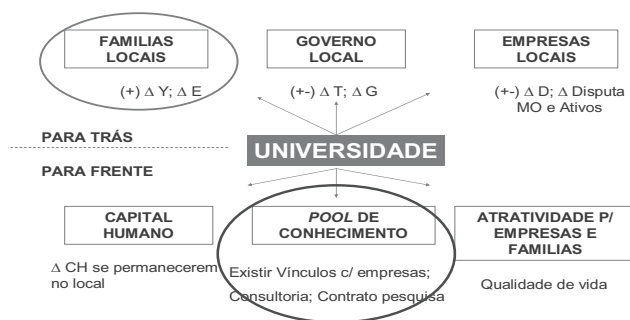 FAMILIAS
LOCAIS
GOVERNO
LOCAL
EMPRESAS
LOCAIS
(+) Δ Y; Δ E
(+-) Δ T; Δ G
(+-) Δ D; Δ Disputa
MO e Ativos
PARA TRÁS
UNIVERSIDADE
PARA FRENTE
CAPITAL
HUMANO
POOL DE
CONHECIMENTO
ATRATIVIDADE P/
EMPRESAS E
FAMILIAS
Δ CH se permanecerem
no local
Existir Vínculos c/ empresas;
Consultoria; Contrato pesquisa
Qualidade de vida